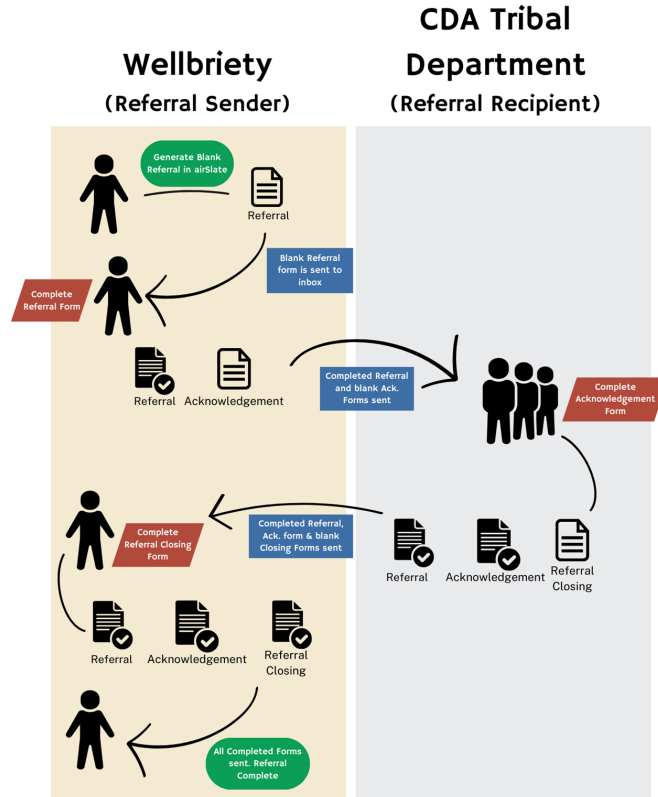 CDA Tribal
Wellbriety
Department
(Referral Sender)
(Referral Recipient)
Generate Blank
Referral in airSlate
Referral
Blank Referral
form is sent to
inbox
Complete
Referral Form
Referral
Acknowledgement
Completed Referral
and blank Ack.
Forms sent
Complete
Acknowledgement
Form
Completed Referral,
Ack. form & blank
Closing Forms sent
Complete
Referral Closing
Form
Referral
Acknowledgement
Referral
Closing
Referral
Acknowledgement
Referral
Closing
All Completed Forms
sent. Referral
Complete